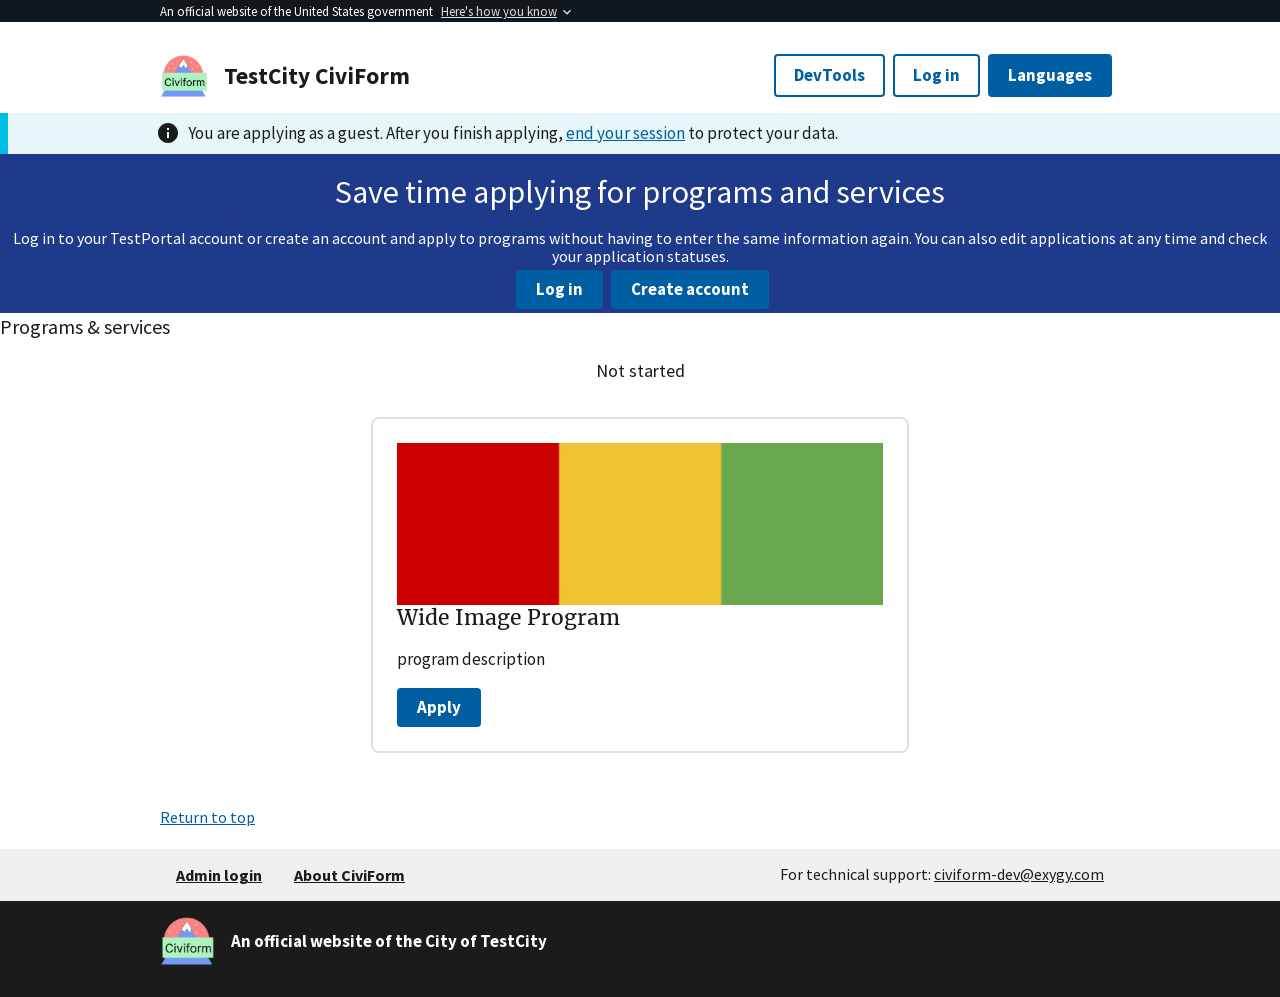 An official website of the United States government Here's how you know
Civiform
TestCity CiviForm
DevTools
Log in
Languages
You are applying as a guest. After you finish applying, end your session to protect your data.
Save time applying for programs and services
Log in to your TestPortal account or create an account and apply to programs without having to enter the same information again. You can also edit applications at any time and check
your application statuses.
Log in
Create account
Programs & services
Not started
Wide Image Program
program description
Apply
Return to top
Admin login
About CiviForm
For technical support: civiform-dev@exygy.com
Civiform
An official website of the City of TestCity